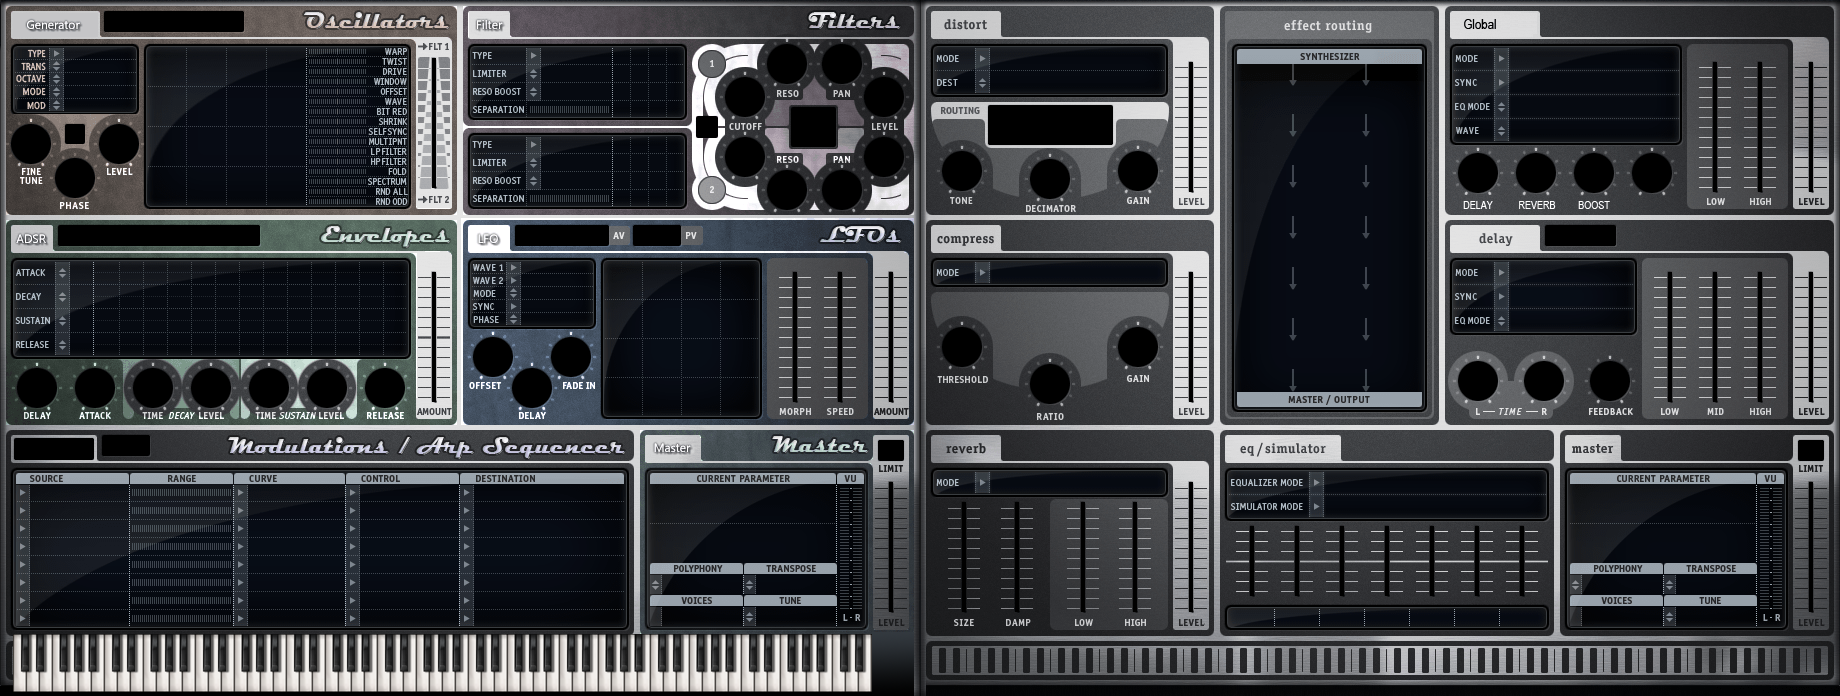 Generator
Oscillators
TYPE
TRANS
OCTAVE
MODE
MOD
FINE TUNE
PHASE
LEVEL
WARP
TWIST
DRIVE
WINDOW
OFFSET
WAVE
BIT RED
SHRINK
SELFSYNC
MULTIPNT
LP FILTER
HP FILTER
FOLD
SPECTRUM
RND ALL
RND ODD
FLT 1
FLT 2
Filter
Filters
TYPE
LIMITER
RESO BOOST
SEPARATION
TYPE
LIMITER
RESO BOOST
SEPARATION
1
2
CUTOFF
RESO
PAN
LEVEL
RESO
PAN
ADSR
Envelopes
ATTACK
DECAY
SUSTAIN
RELEASE
DELAY
ATTACK
TIME DECAY LEVEL
TIME SUSTAIN LEVEL
RELEASE
AMOUNT
LFO
AV
PV
LFOs
WAVE 1
WAVE 2
MODE
SYNC
PHASE
OFFSET
DELAY
FADE IN
MORPH
SPEED
AMOUNT
Modulations / Arp Sequencer
SOURCE
RANGE
CURVE
CONTROL
DESTINATION
Master
Master
LIMIT
CURRENT PARAMETER
VU
POLYPHONY
TRANSPOSE
VOICES
TUNE
L - R
LEVEL
distort
MODE
DEST
ROUTING
TONE
DECIMATOR
GAIN
LEVEL
compress
MODE
THRESHOLD
RATIO
GAIN
LEVEL
reverb
MODE
SIZE
DAMP
LOW
HIGH
LEVEL
effect routing
SYNTHESIZER
MASTER / OUTPUT
eq/simulator
EQUALIZER MODE
SIMULATOR MODE
Global
MODE
SYNC
EQ MODE
WAVE
DELAY
REVERB
BOOST
LOW
HIGH
LEVEL
delay
MODE
SYNC
EQ MODE
L — TIME — R
FEEDBACK
LOW
MID
HIGH
LEVEL
master
LIMIT
CURRENT PARAMETER
VU
POLYPHONY
TRANSPOSE
VOICES
TUNE
L - R
LEVEL